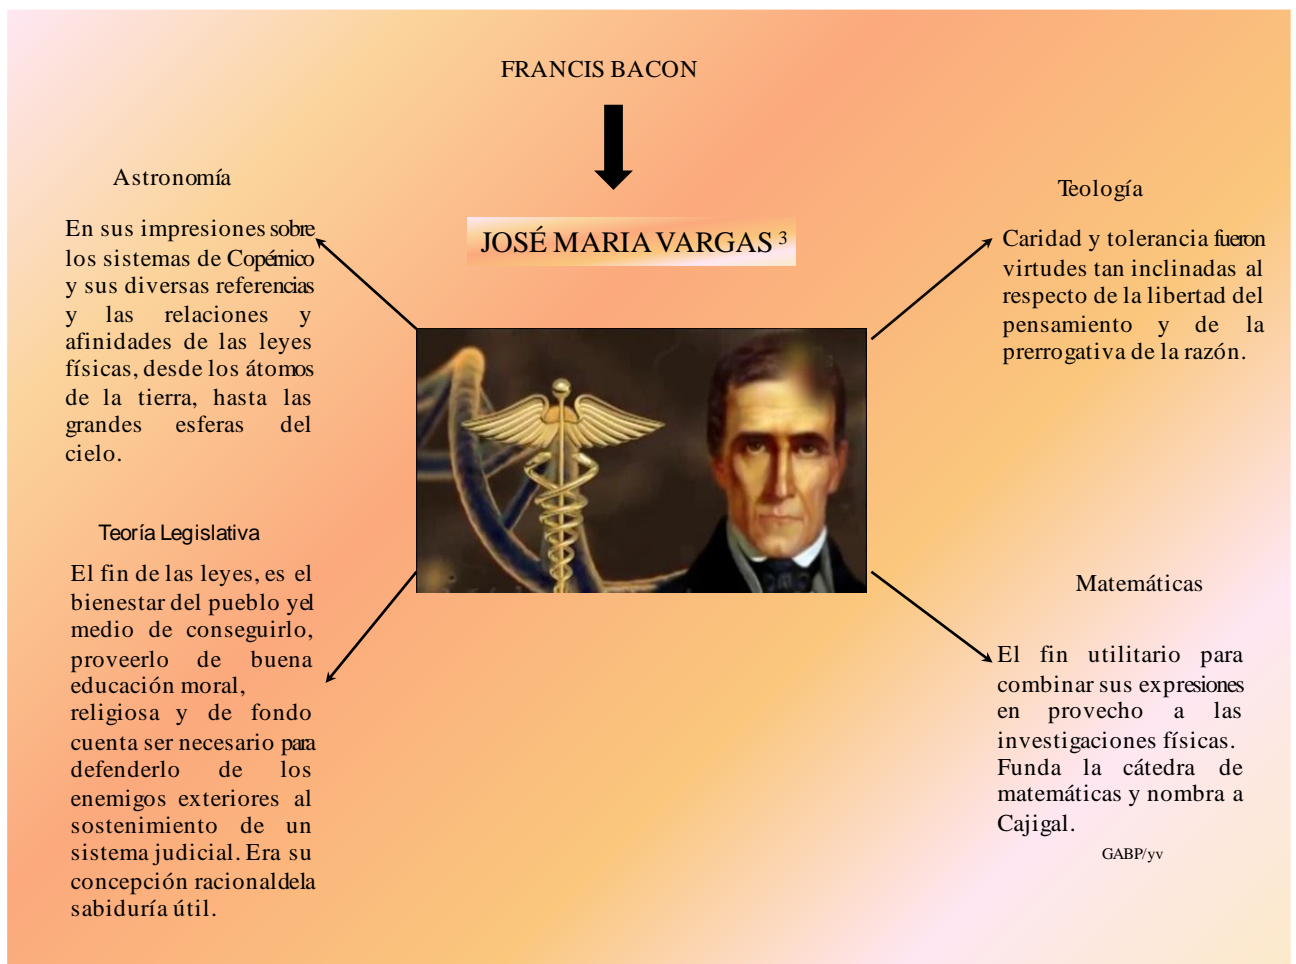 FRANCIS BACON
JOSÉ MARIA VARGAS 3
Astronomía
En sus impresiones sobre
los sistemas de Copérnico
y sus diversas referencias
y las relaciones y
afinidades de las leyes
físicas, desde los átomos
de la tierra, hasta las
grandes esferas del
cielo.
Teoría Legislativa
El fin de las leyes, es el
bienestar del pueblo y el
medio de conseguirlo,
proveerlo de buena
educación moral,
religiosa y de fondo
cuenta ser necesario para
defenderlo de los
enemigos exteriores al
sostenimiento de un
sistema judicial. Era su
concepción racional de la
sabiduría útil.
Teología
Caridad y tolerancia fueron
virtudes tan inclinadas al
respecto de la libertad del
pensamiento y de la
prerrogativa de la razón.
Matemáticas
El fin utilitario para
combinar sus expresiones
en provecho a las
investigaciones físicas.
Funda la cátedra de
matemáticas y nombra a
Cajigal.
GABP/yv